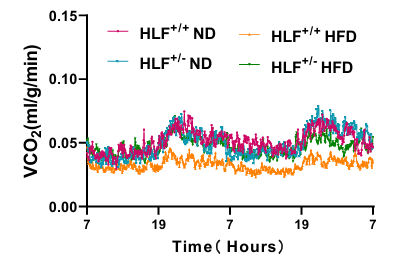 0.15
HLF+/+ ND
HLF+/+ HFD
HLF+/- ND
HLF+/- HFD
0.10
0.05
0.00
VCO2(ml/g/min)
7 19 7 19 7
Time( Hours)